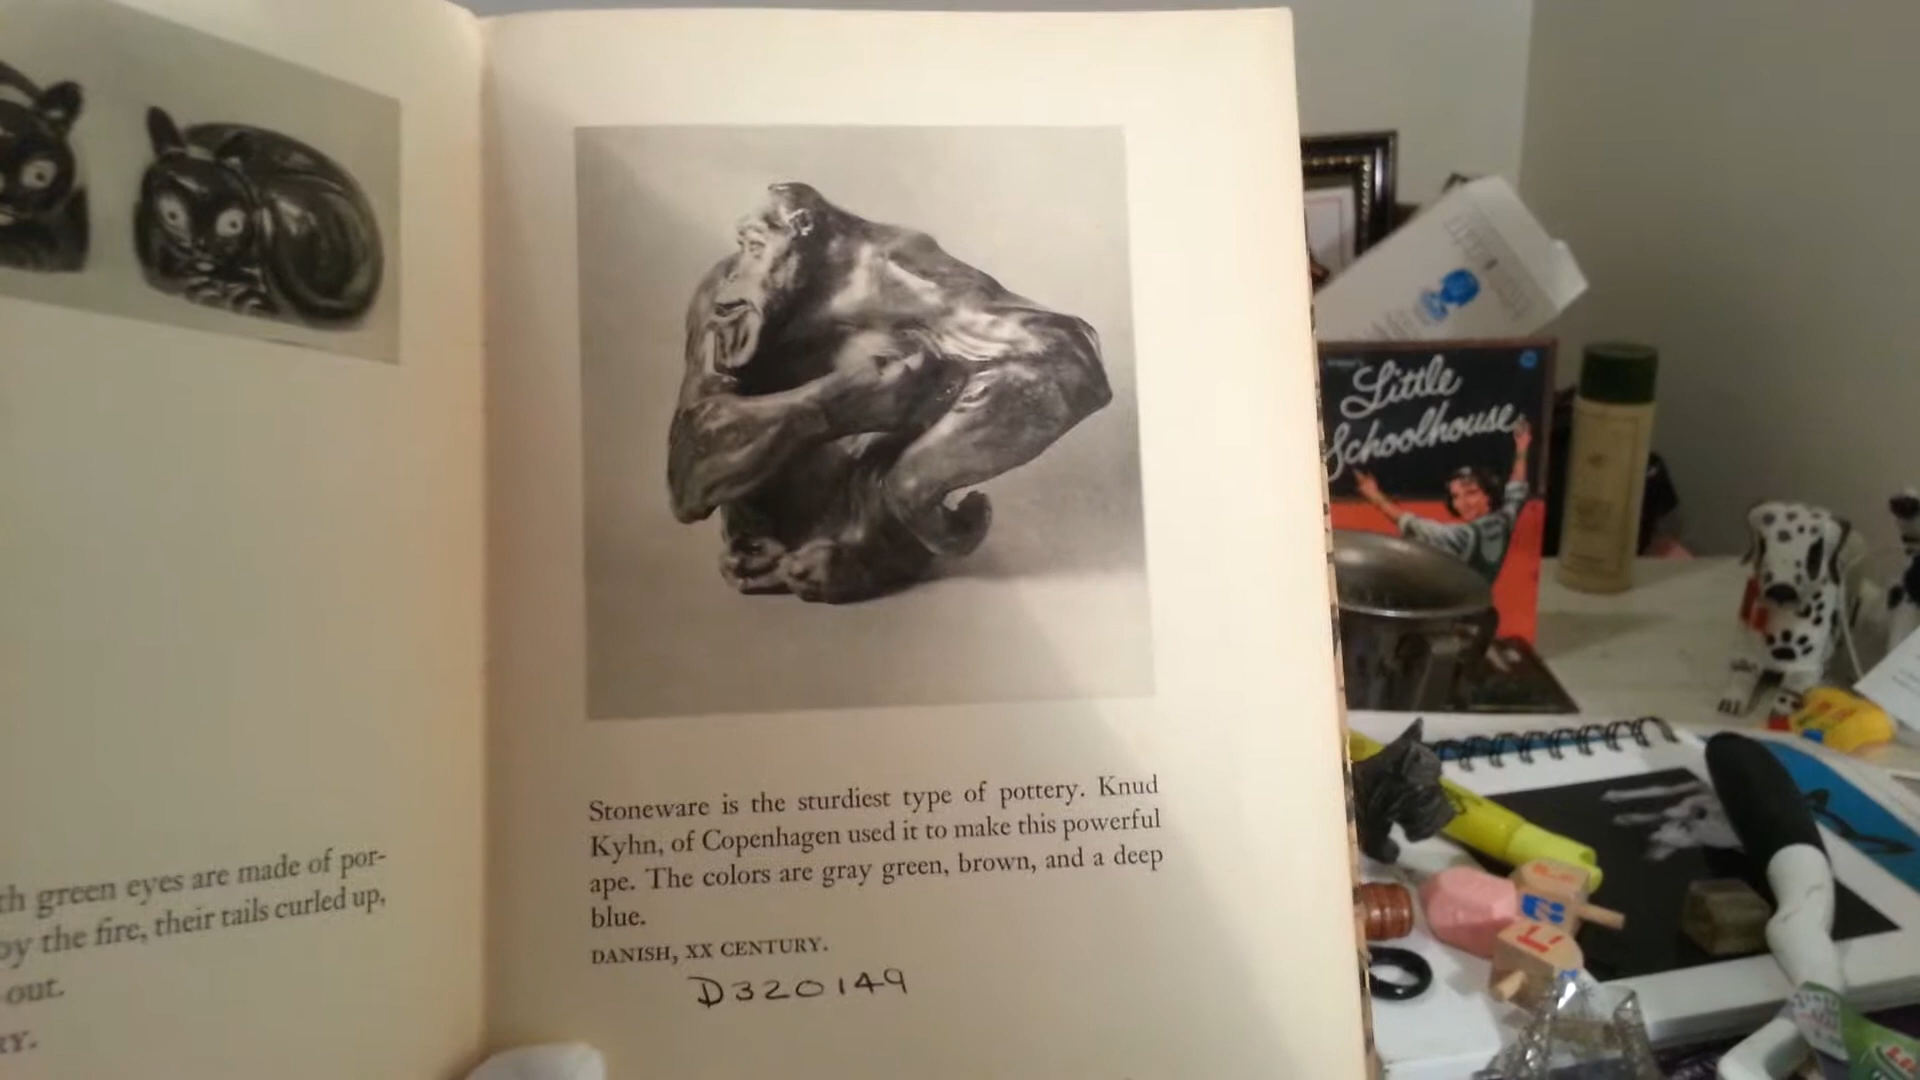 th green eyes are made of por-
by the fire, their tails curled up,
out.
RY.
Stoneware is the sturdiest type of pottery. Knud
Kyhn, of Copenhagen used it to make this powerful
ape. The colors are gray green, brown, and a deep
blue.
DANISH, XX CENTURY.
D320149
Little
Schoolhouse